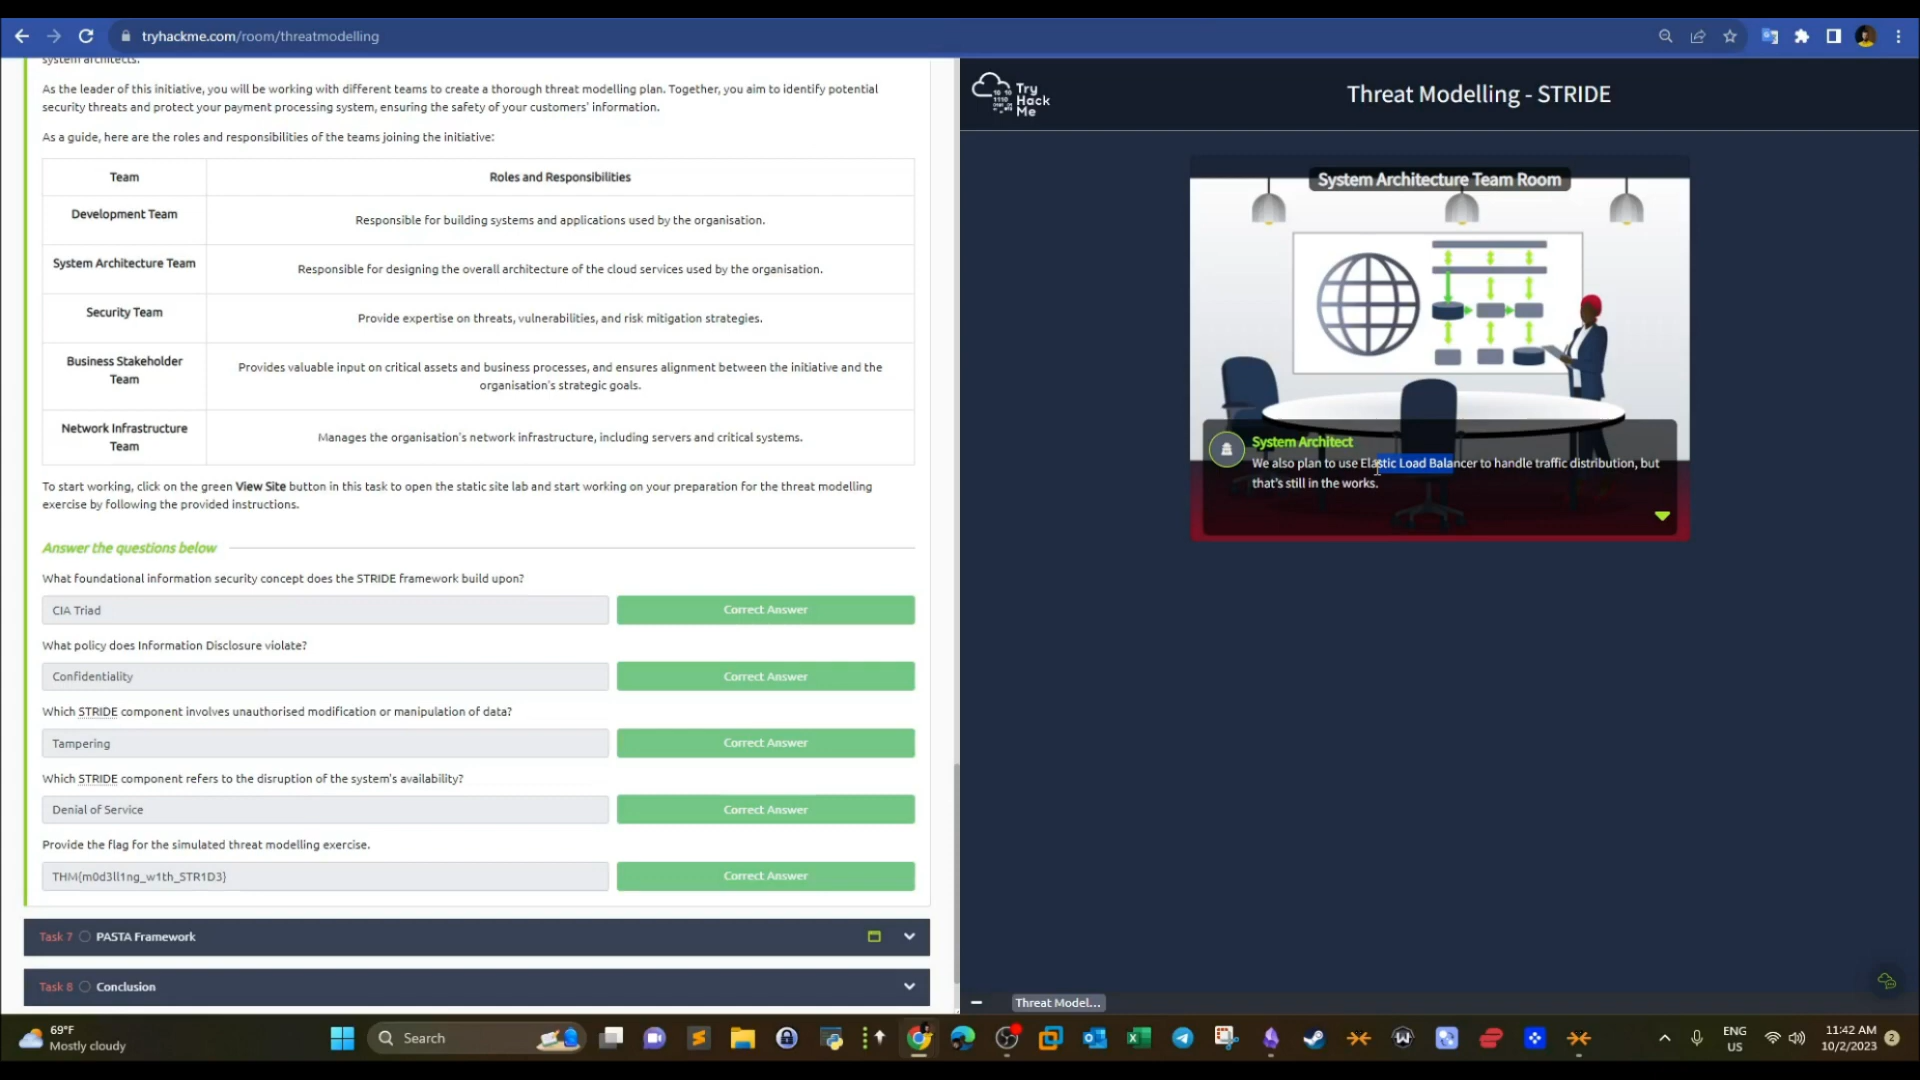 tryhackme.com/room/threatmodelling
system architects.
As the leader of this initiative, you will be working with different teams to create a thorough threat modelling plan. Together, you aim to identify potential
security threats and protect your payment processing system, ensuring the safety of your customers' information.
As a guide, here are the roles and responsibilities of the teams joining the initiative:
Team
Roles and Responsibilities
Development Team
Responsible for building systems and applications used by the organisation.
System Architecture Team
Responsible for designing the overall architecture of the cloud services used by the organisation.
Security Team
Provide expertise on threats, vulnerabilities, and risk mitigation strategies.
Business Stakeholder
Team
Provides valuable input on critical assets and business processes, and ensures alignment between the initiative and the
organisation's strategic goals.
Network Infrastructure
Team
Manages the organisation's network infrastructure, including servers and critical systems.
To start working, click on the green View Site button in this task to open the static site lab and start working on your preparation for the threat modelling
exercise by following the provided instructions.
Answer the questions below
What foundational information security concept does the STRIDE framework build upon?
CIA Triad
Correct Answer
What policy does Information Disclosure violate?
Confidentiality
Correct Answer
Which STRIDE component involves unauthorised modification or manipulation of data?
Tampering
Correct Answer
Which STRIDE component refers to the disruption of the system's availability?
Denial of Service
Correct Answer
Provide the flag for the simulated threat modelling exercise.
THM{m0d3ll1ng_w1th_STR1D3}
Correct Answer
Task 7 PASTA Framework
Task 8 Conclusion
Try
Hack
Me
Threat Modelling - STRIDE
System Architecture Team Room
System Architect
We also plan to use Elastic Load Balancer to handle traffic distribution, but
that's still in the works.
Threat Model...
69°F
Mostly cloudy
Search
ENG
US
11:42 AM
10/2/2023
2